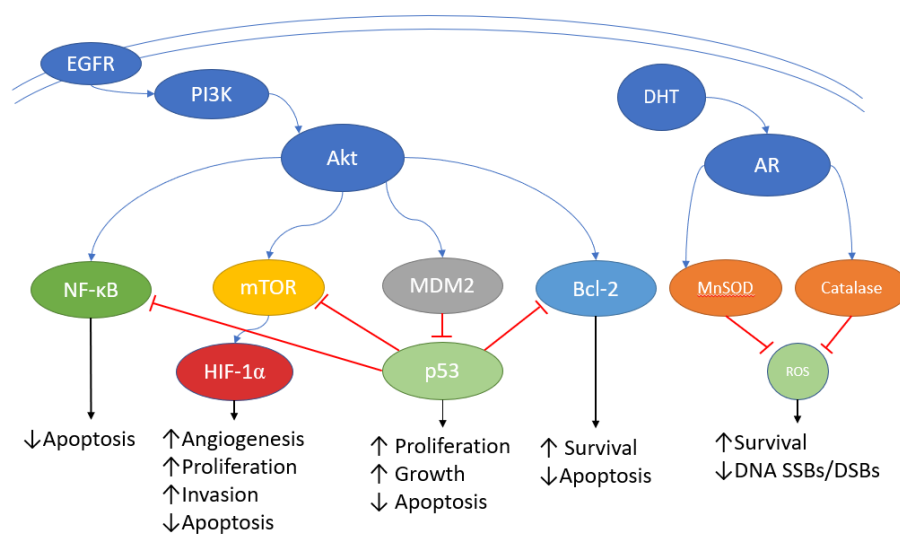 EGFR
PI3K
DHT
Akt
AR
NF-κB
mTOR
MDM2
Bcl-2
MnSOD
Catalase
HIF-1α
p53
ROS
↓Apoptosis
↑Angiogenesis
↑Proliferation
↑Invasion
↓Apoptosis
↑ Proliferation
↑ Growth
↓ Apoptosis
↑ Survival
↓Apoptosis
↑Survival
↓DNA SSBs/DSBs